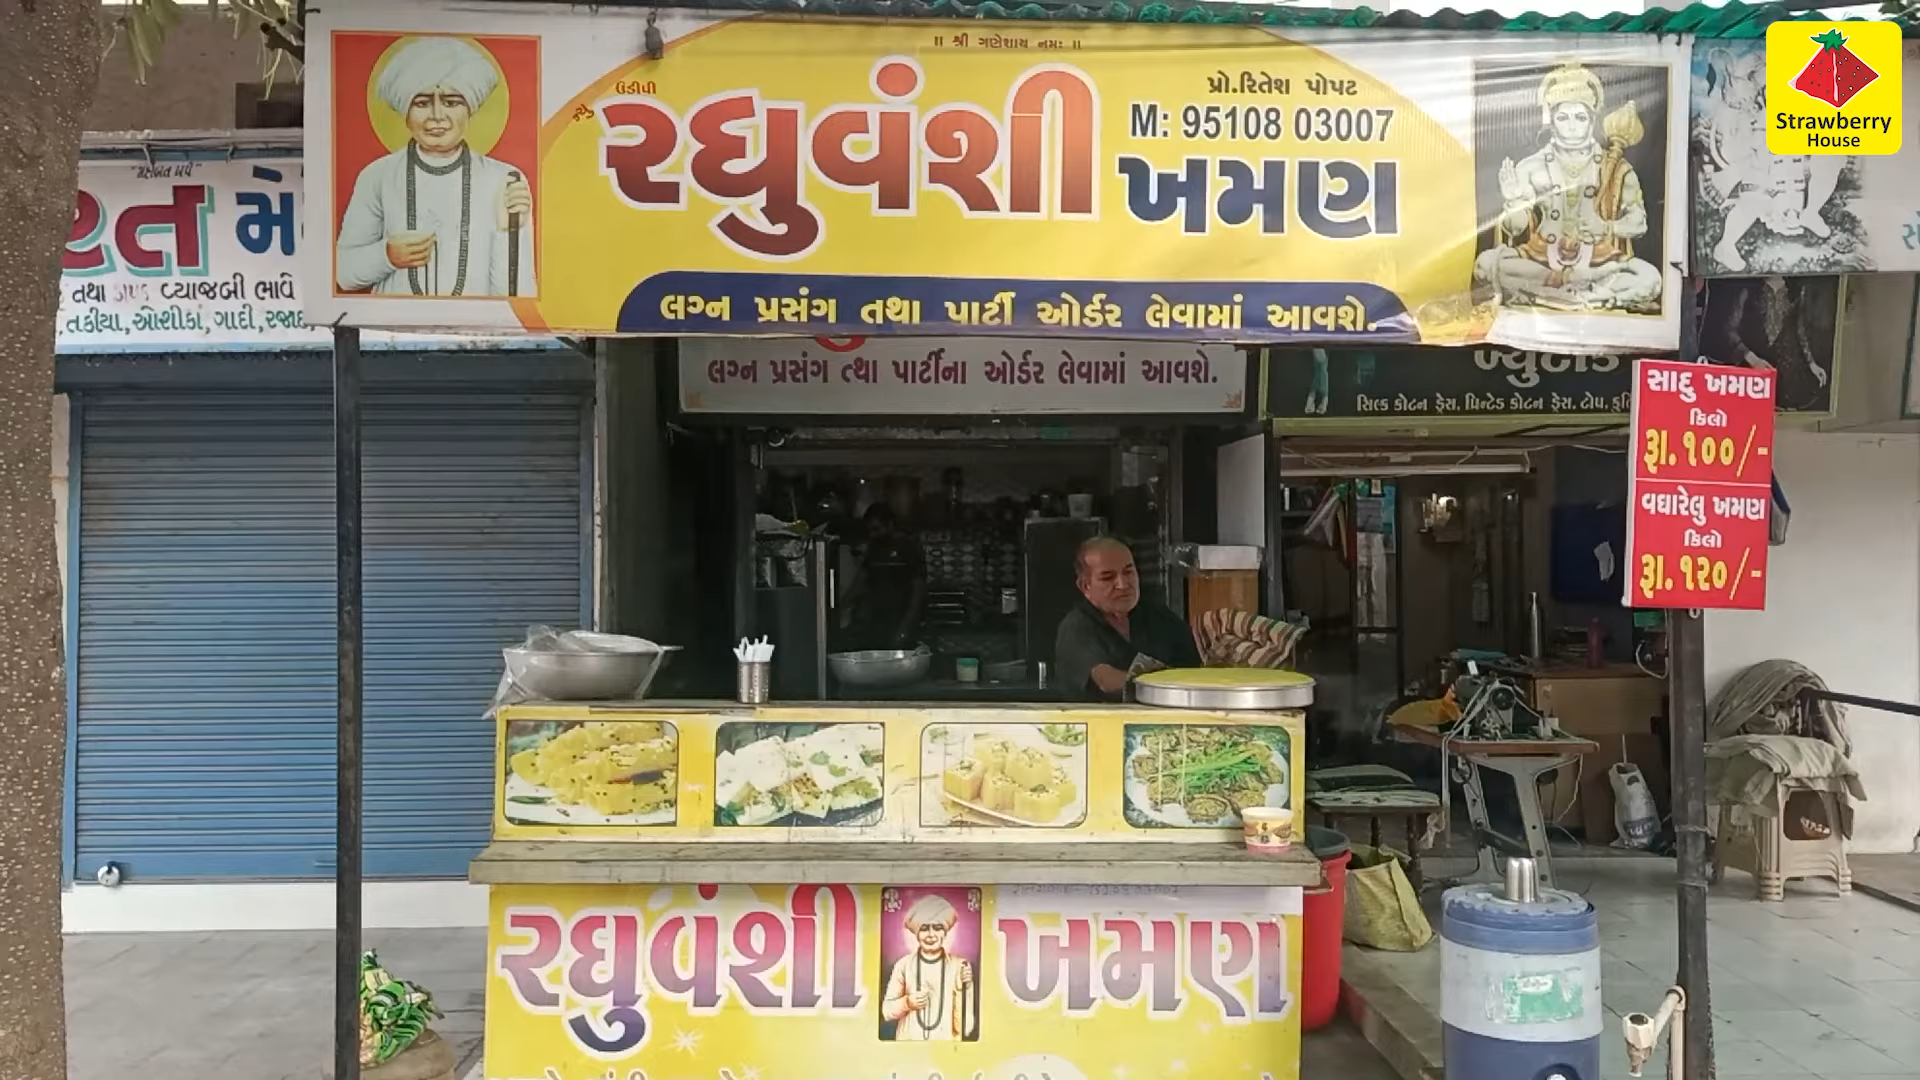 ॥ શ્રી ગણેશાય નમઃ ॥
ન્યુ ઉડીપી
રઘુવંશી
પ્રો.રિતેશ પોપટ
M: 95108 03007
ખમણ
લગ્ન પ્રસંગ તથા પાર્ટી ઓર્ડર લેવામાં આવશે.
લગ્ન પ્રસંગ ત્થા પાર્ટીના ઓર્ડર લેવામાં આવશે.
Strawberry
House
તથા વ્યાજબી ભાવે
તકીયા, ઓશીકાં, ગાદી, રજાઇ,
સિલ્ક કોટન ડ્રેસ, પ્રિન્ટેડ કોટન ડ્રેસ, ટોપ,
સાદુ ખમણ
કિલો
રૂા.૧૦૦/-
વઘારેલુ ખમણ
કિલો
રૂા.૧૨૦/-
રઘુવંશી ખમણ